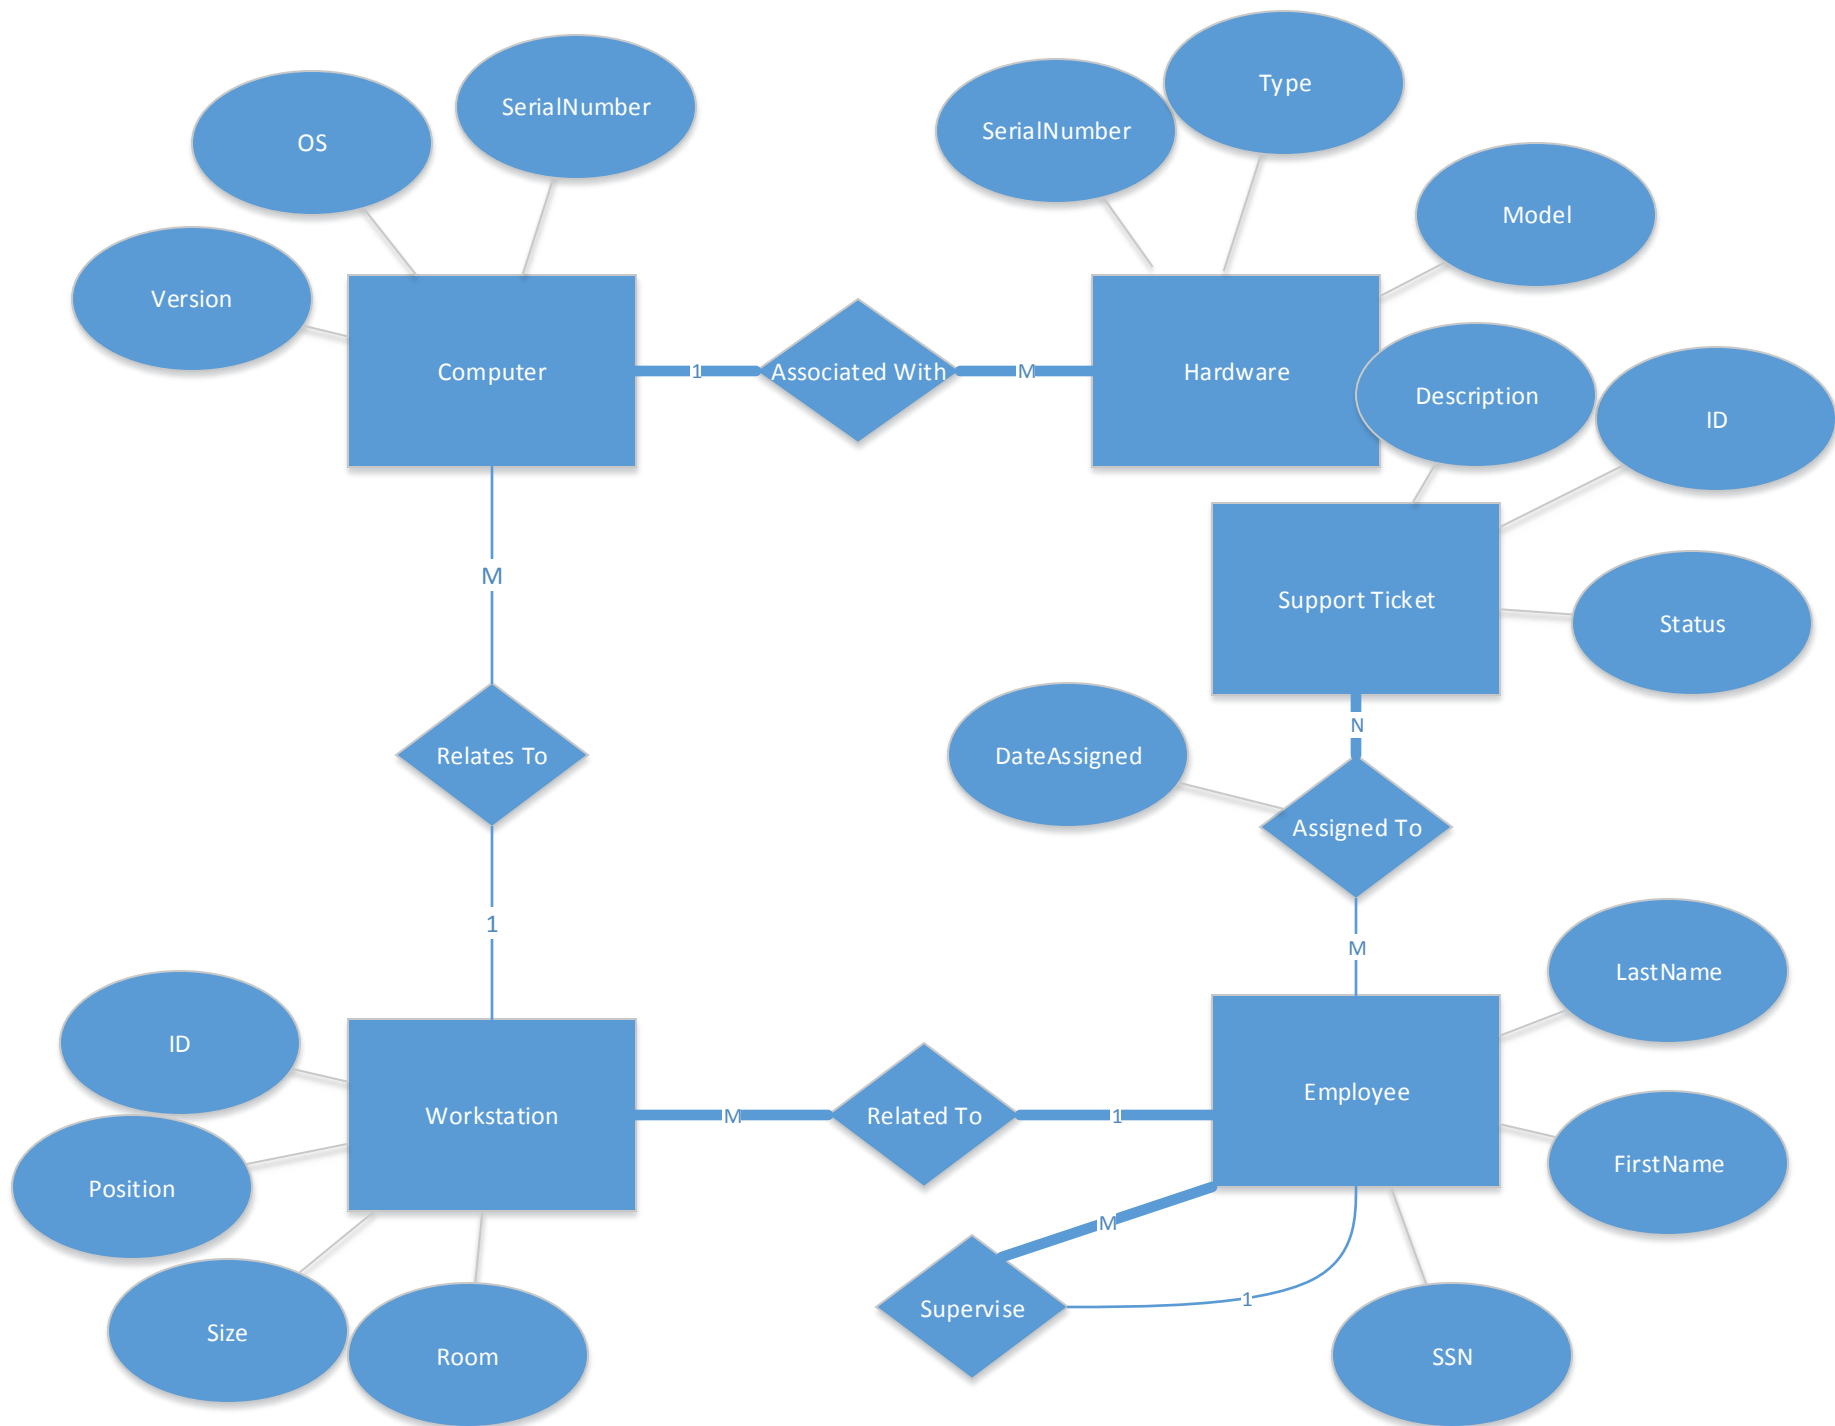 Type
SerialNumber
SerialNumber
OS
Model
Version
Computer
1
Associated With
M
Hardware
Description
ID
M
Support Ticket
Status
N
Relates To
DateAssigned
Assigned To
1
M
LastName
ID
Employee
Workstation
M
Related To
1
FirstName
Position
M
Supervise
1
Size
Room
SSN